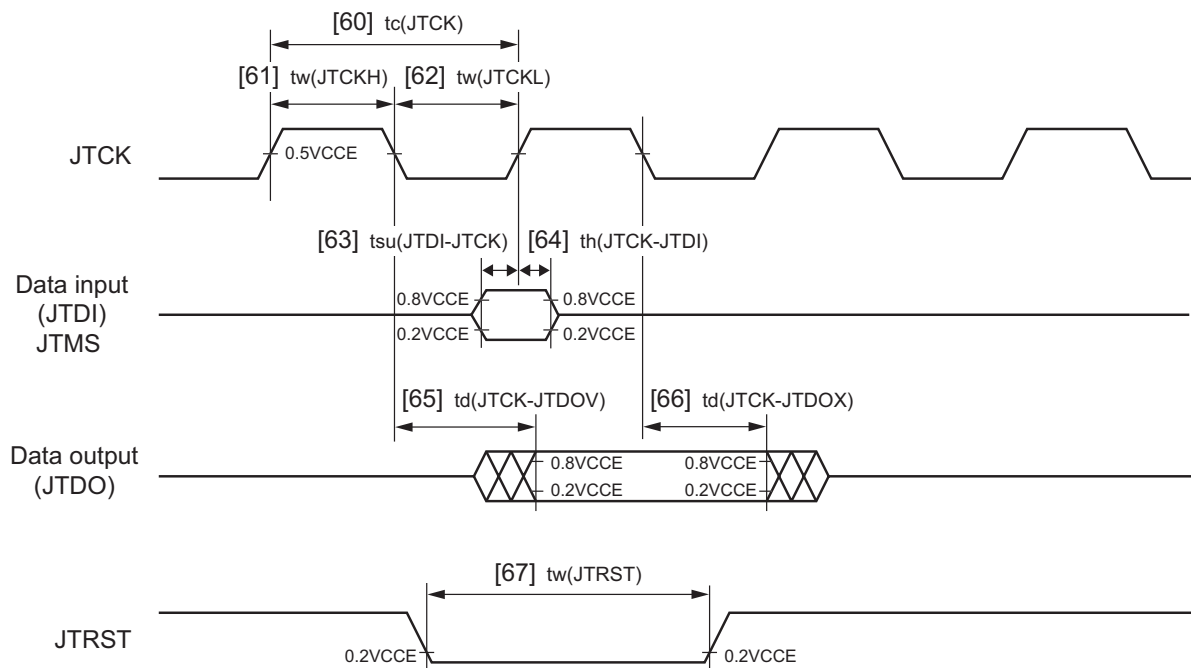 [60] tc(JTCK)
[61] tw(JTCKH) [62] tw(JTCKL)
JTCK
0.5VCCE
[63] tsu(JTDI-JTCK) [64] th(JTCK-JTDI)
Data input
(JTDI)
JTMS
0.8VCCE 0.8VCCE
0.2VCCE 0.2VCCE
[65] td(JTCK-JTDOV) [66] td(JTCK-JTDOX)
Data output
(JTDO)
0.8VCCE 0.8VCCE
0.2VCCE 0.2VCCE
[67] tw(JTRST)
JTRST
0.2VCCE 0.2VCCE